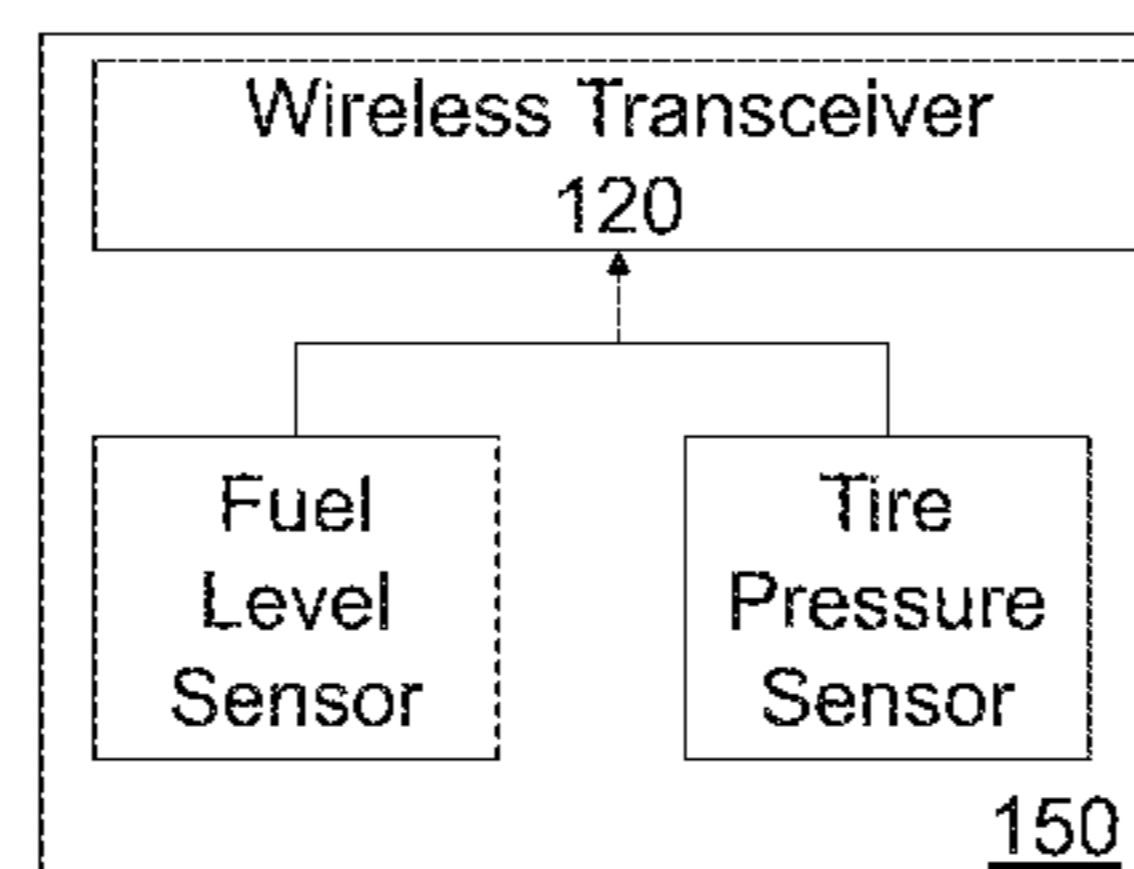 Wireless Transceiver
120
Fuel
Level
Sensor
Tire
Pressure
Sensor
150